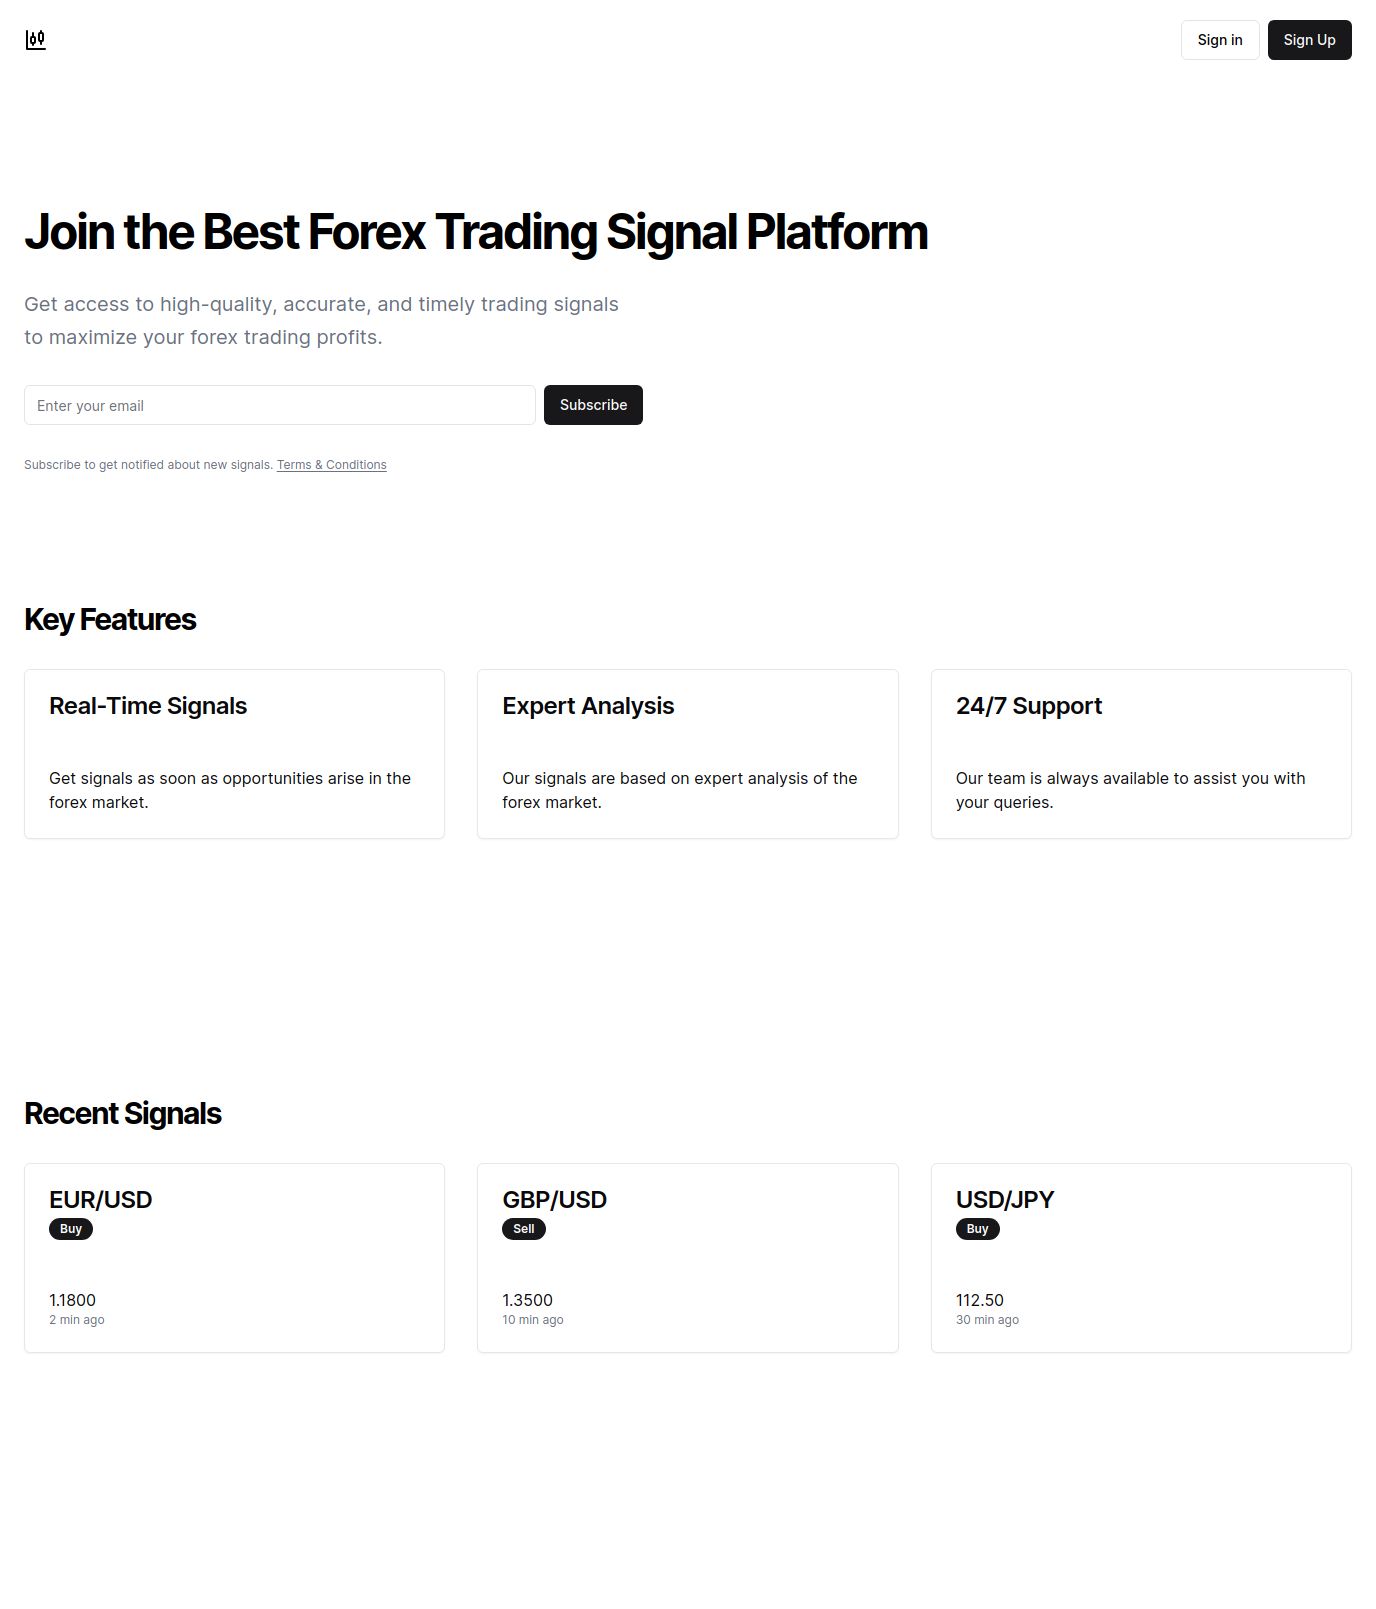 Sign in
Sign Up
Join the Best Forex Trading Signal Platform
Get access to high-quality, accurate, and timely trading signals
to maximize your forex trading profits.
Enter your email
Subscribe
Subscribe to get notified about new signals. Terms & Conditions
Key Features
Real-Time Signals
Get signals as soon as opportunities arise in the
forex market.
Expert Analysis
Our signals are based on expert analysis of the
forex market.
24/7 Support
Our team is always available to assist you with
your queries.
Recent Signals
EUR/USD
Buy
1.1800
2 min ago
GBP/USD
Sell
1.3500
10 min ago
USD/JPY
Buy
112.50
30 min ago